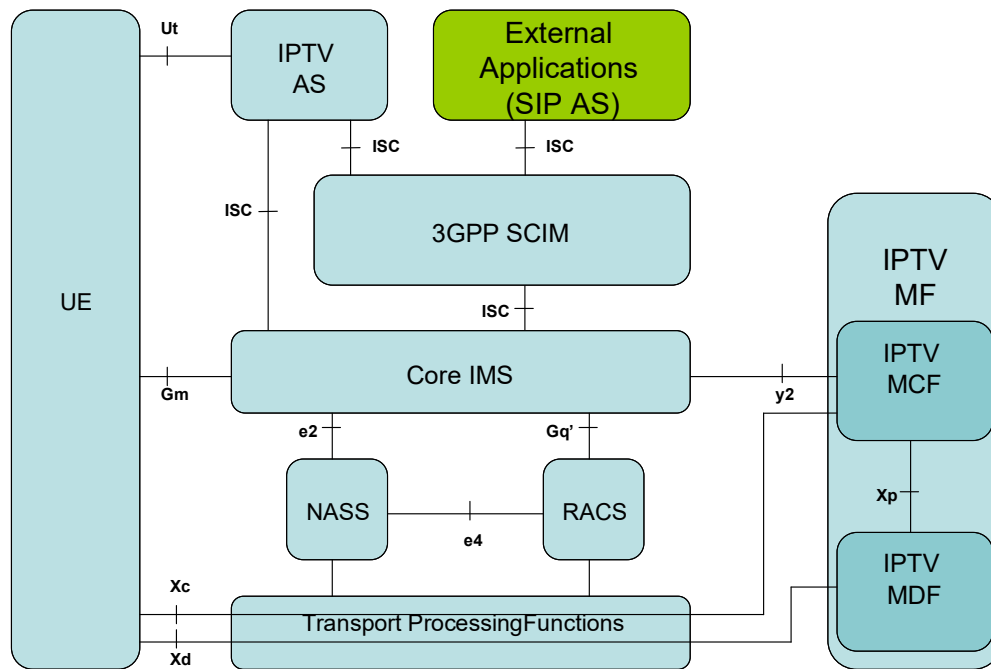 Ut
IPTV
AS
External
Applications
(SIP AS)
ISC
ISC
ISC
3GPP SCIM
UE
IPTV
MF
ISC
Core IMS
IPTV
MCF
Gm
y2
e2
Gq’
NASS
RACS
e4
Xp
IPTV
MDF
Xc
Transport ProcessingFunctions
Xd